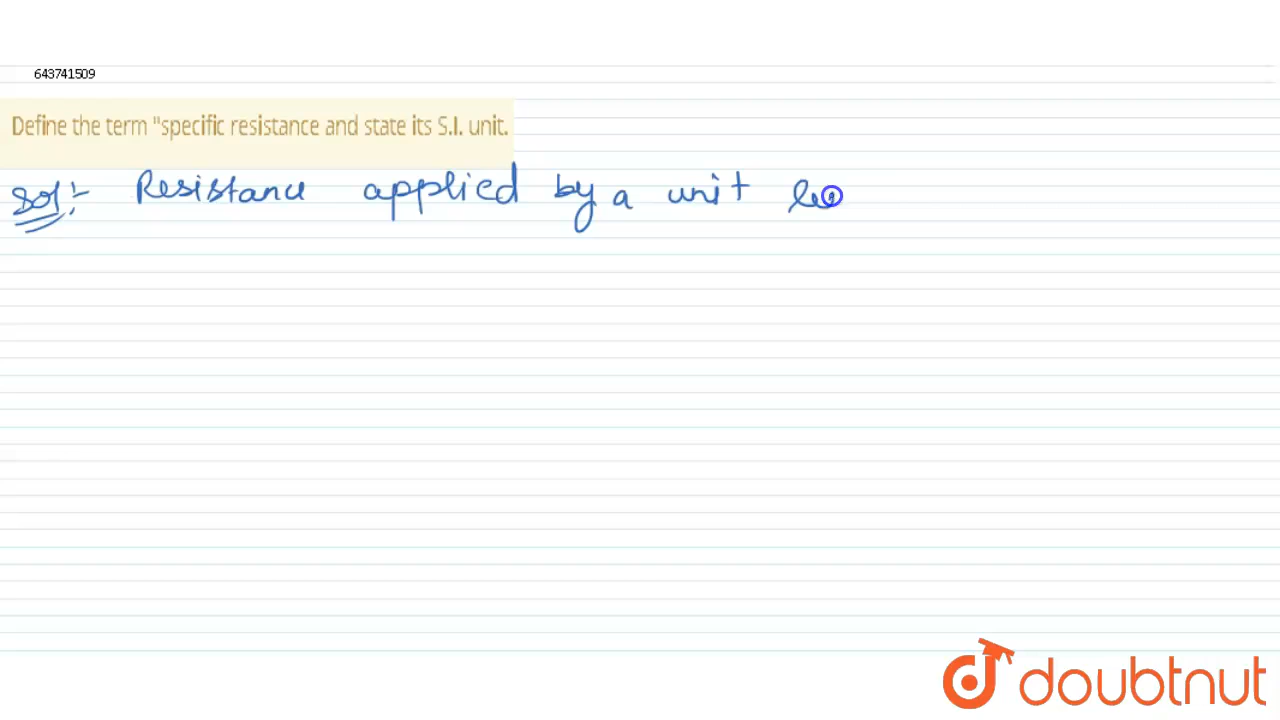 643741509
Define the term "specific resistance and state its S.I. unit.
Sol:- Resistance applied by a unit
doubtnut